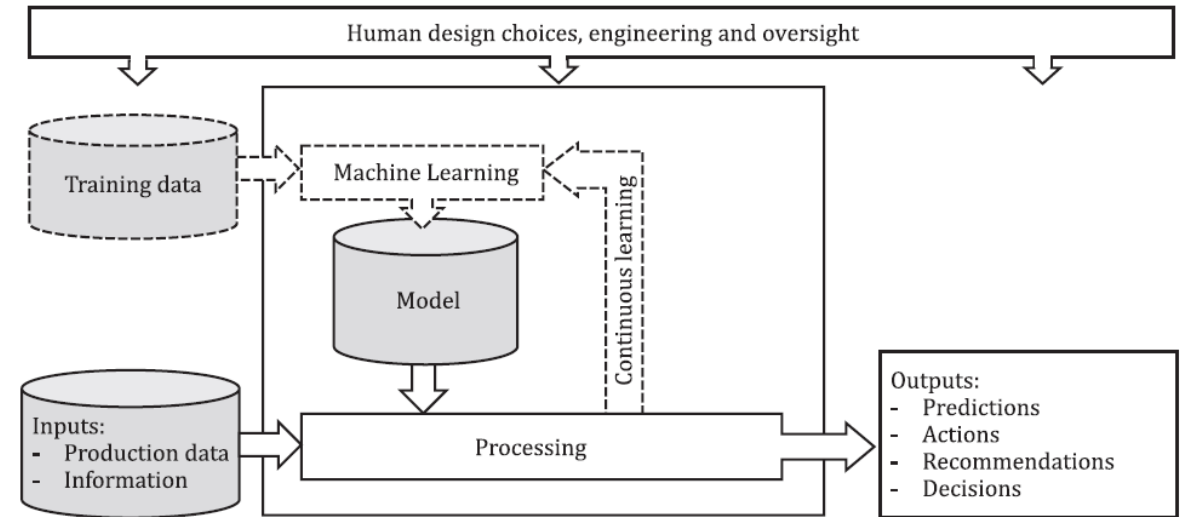 Human design choices, engineering and oversight
Training data
Machine Learning
Continuous learning
Model
Inputs:
- Production data
- Information
Processing
Outputs:
- Predictions
- Actions
- Recommendations
- Decisions